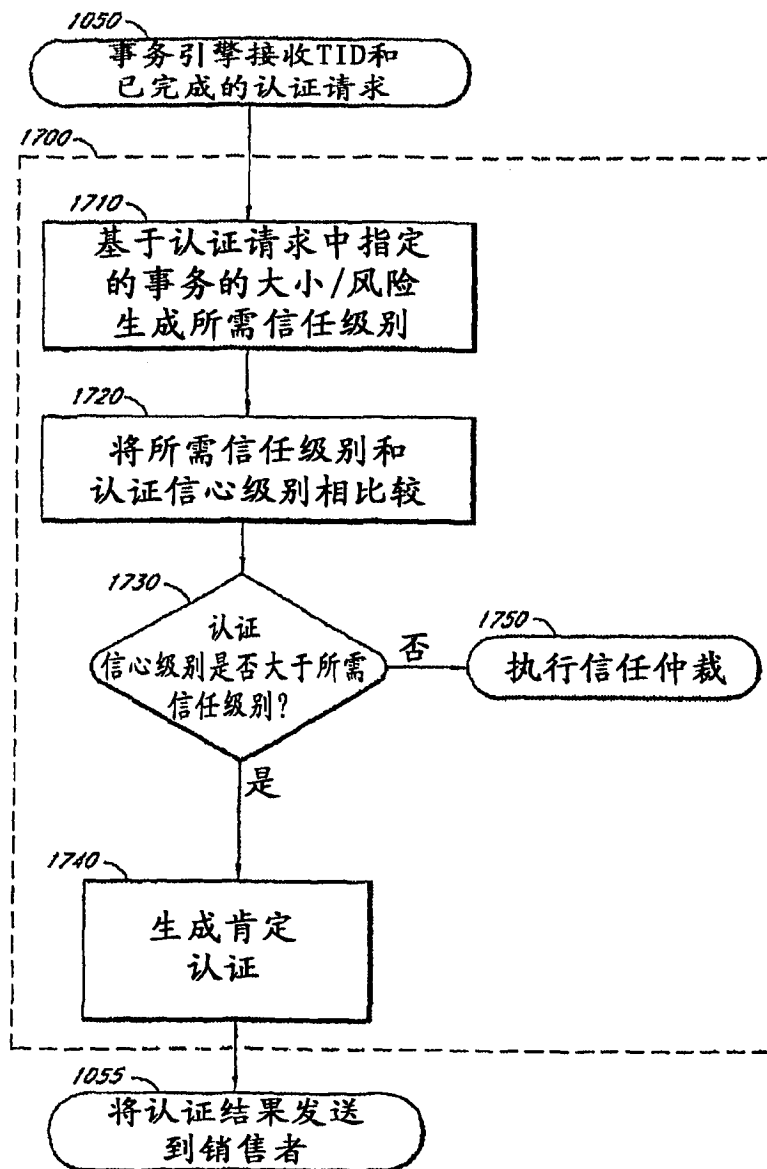 1050
事务引擎接收TID和
已完成的认证请求
1700
1710
基于认证请求中指定
的事务的大小/风险
生成所需信任级别
1720
将所需信任级别和
认证信心级别相比较
1730
认证
信心级别是否大于所需
信任级别?
否
1750
执行信任仲裁
是
1740
生成肯定
认证
1055
将认证结果发送
到销售者